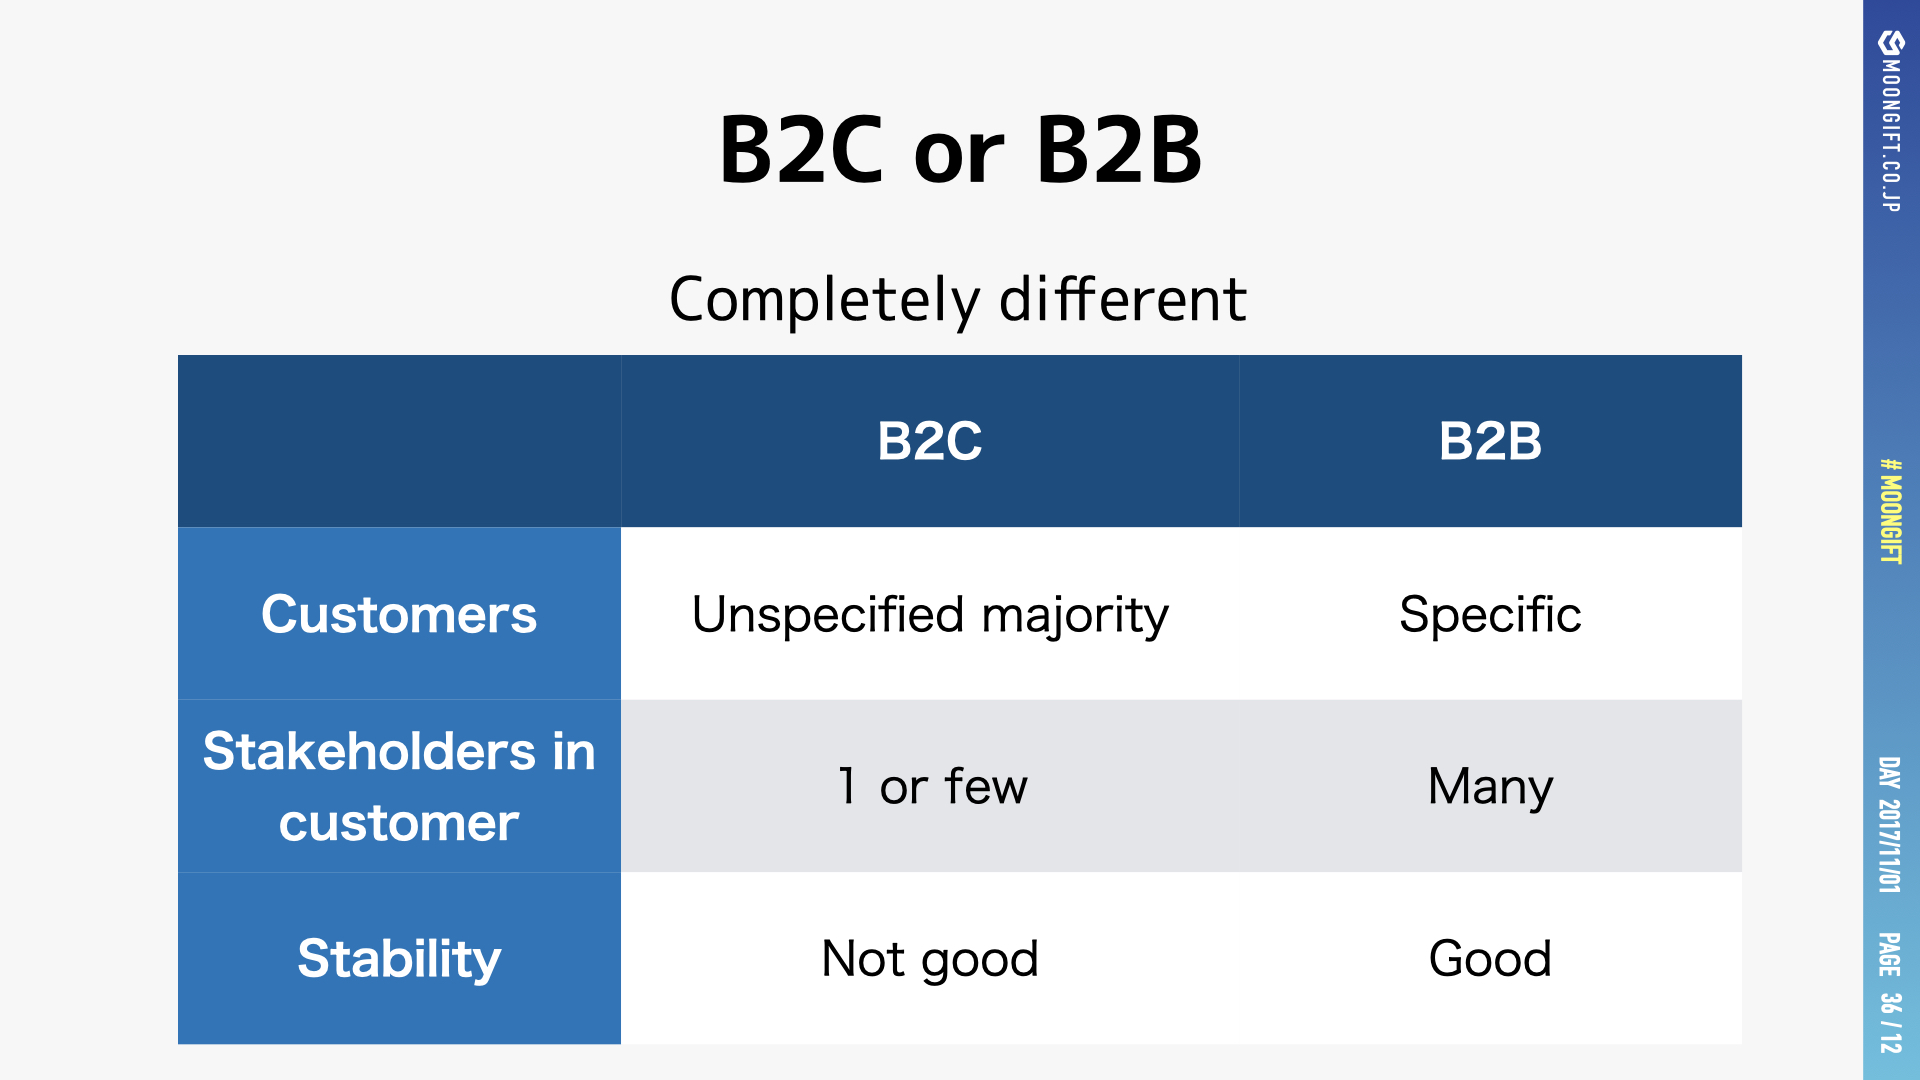 B2C or B2B
Completely different
B2C B2B
Customers Unspecified majority Specific
Stakeholders in
customer 1 or few Many
Stability Not good Good
MOONGIFT.CO.JP
# MOONGIFT
DAY 2017/11/01 PAGE 36 / 12